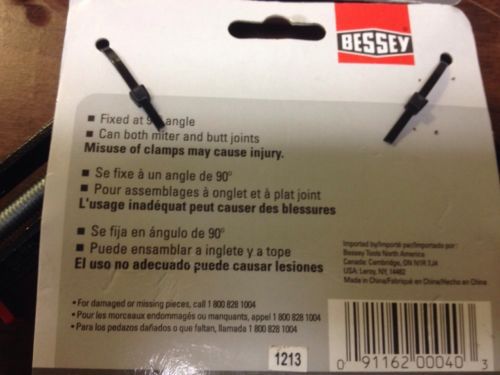 BESSEY
Fixed at 9 angle
Can both miter and butt joints
Misuse of clamps may cause injury.
Se fixe à un angle de 90°
Pour assemblages à onglet et à plat joint
L'usage inadéquat peut causer des blessures
Se fija en ángulo de 90°
Puede ensamblar a inglete y a tope
El uso no adecuado puede causar lesiones
Imported by/Importé par/Importado por :
Bessey Tools North America
Canada: Cambridge, ON N1R 7J4
USA: Leroy, NY, 14482
Made in China/Fabriqué en China/Hecho en China
• For damaged or missing pieces, call 1 800 828 1004
• Pour les morceaux endommagés ou manquants, appel 1 800 828 1004
• Para los pedazos dañados o que faltan, llamada 1 800 828 1004
1213
0 91162 00040 3